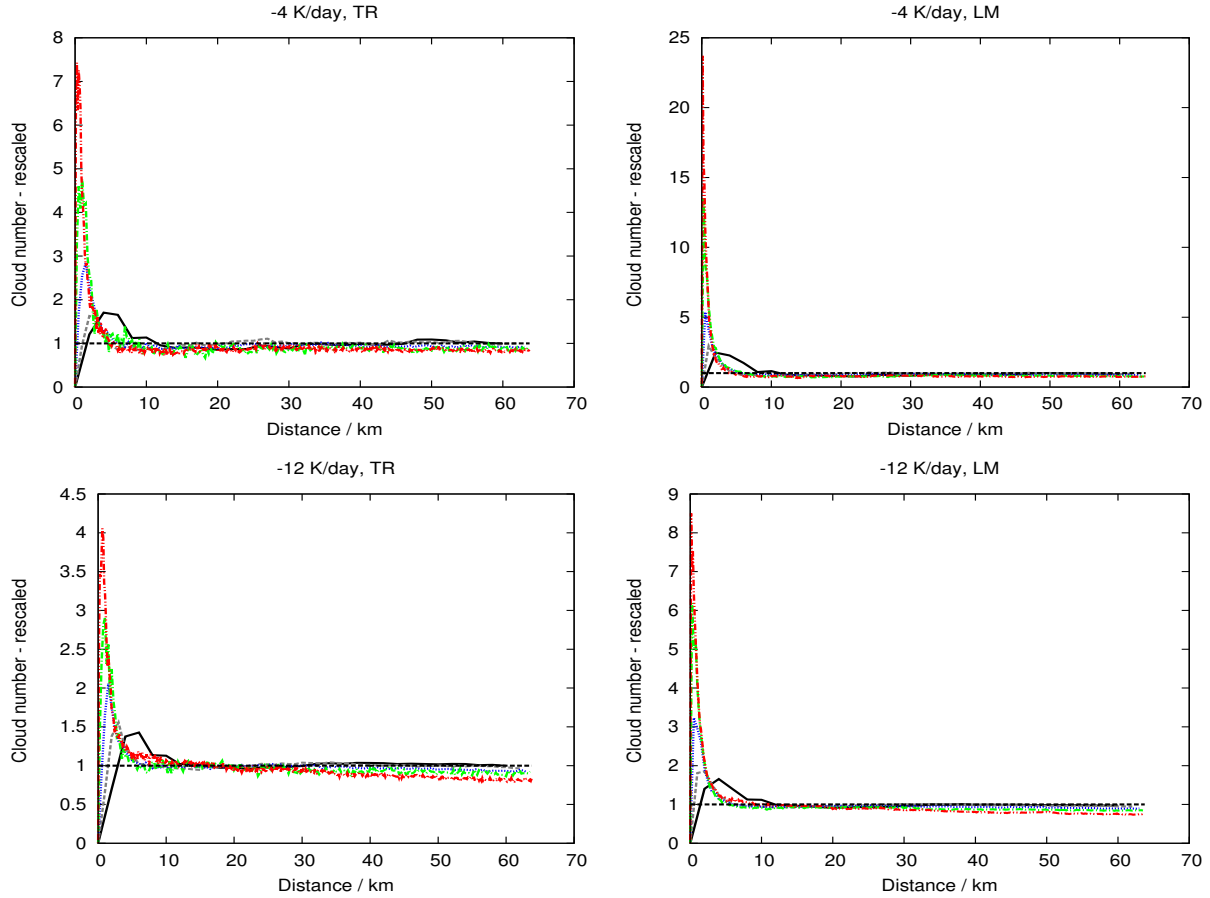 -4 K/day, TR
8
7
6
5
4
3
2
1
0
Cloud number - rescaled
0 10 20 30 40 50 60 70
Distance / km
-4 K/day, LM
25
20
15
10
5
0
Cloud number - rescaled
0 10 20 30 40 50 60 70
Distance / km
-12 K/day, TR
4.5
4
3.5
3
2.5
2
1.5
1
0.5
0
Cloud number - rescaled
0 10 20 30 40 50 60 70
Distance / km
-12 K/day, LM
9
8
7
6
5
4
3
2
1
0
Cloud number - rescaled
0 10 20 30 40 50 60 70
Distance / km